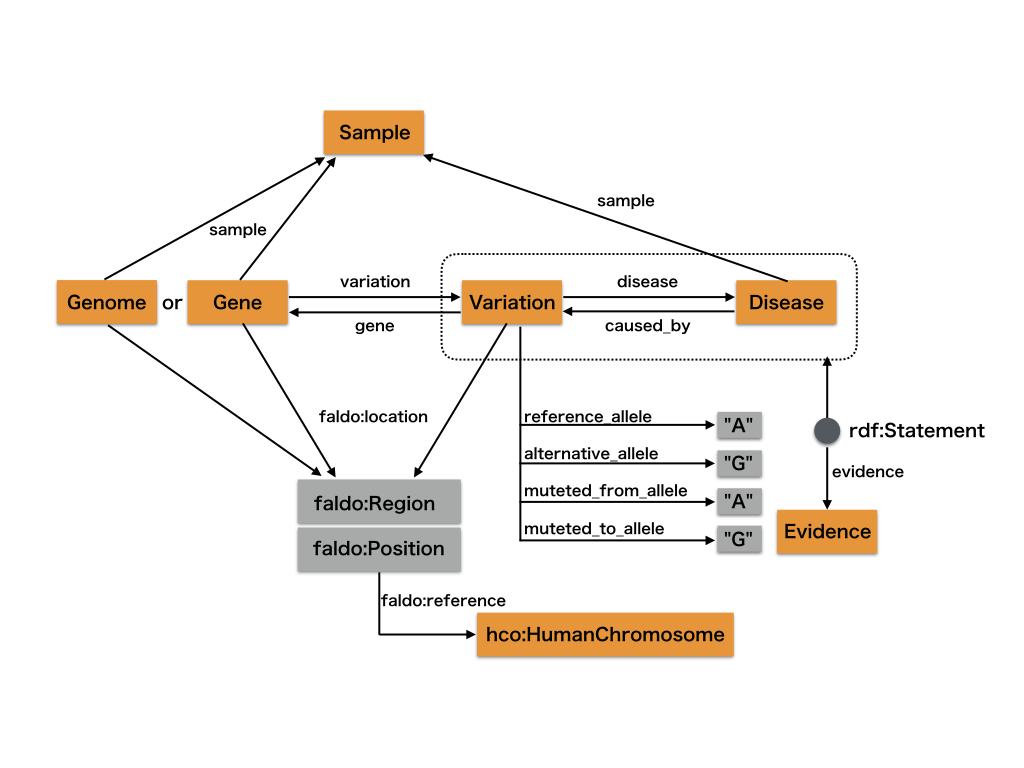 Sample
sample
sample
variation
disease
Genome
or
Gene
Variation
Disease
gene
caused_by
faldo:location
reference_allele
"A"
rdf:Statement
alternative_allele
"G"
evidence
muteted_from_allele
"A"
faldo:Region
muteted_to_allele
"G"
Evidence
faldo:Position
faldo:reference
hco:HumanChromosome